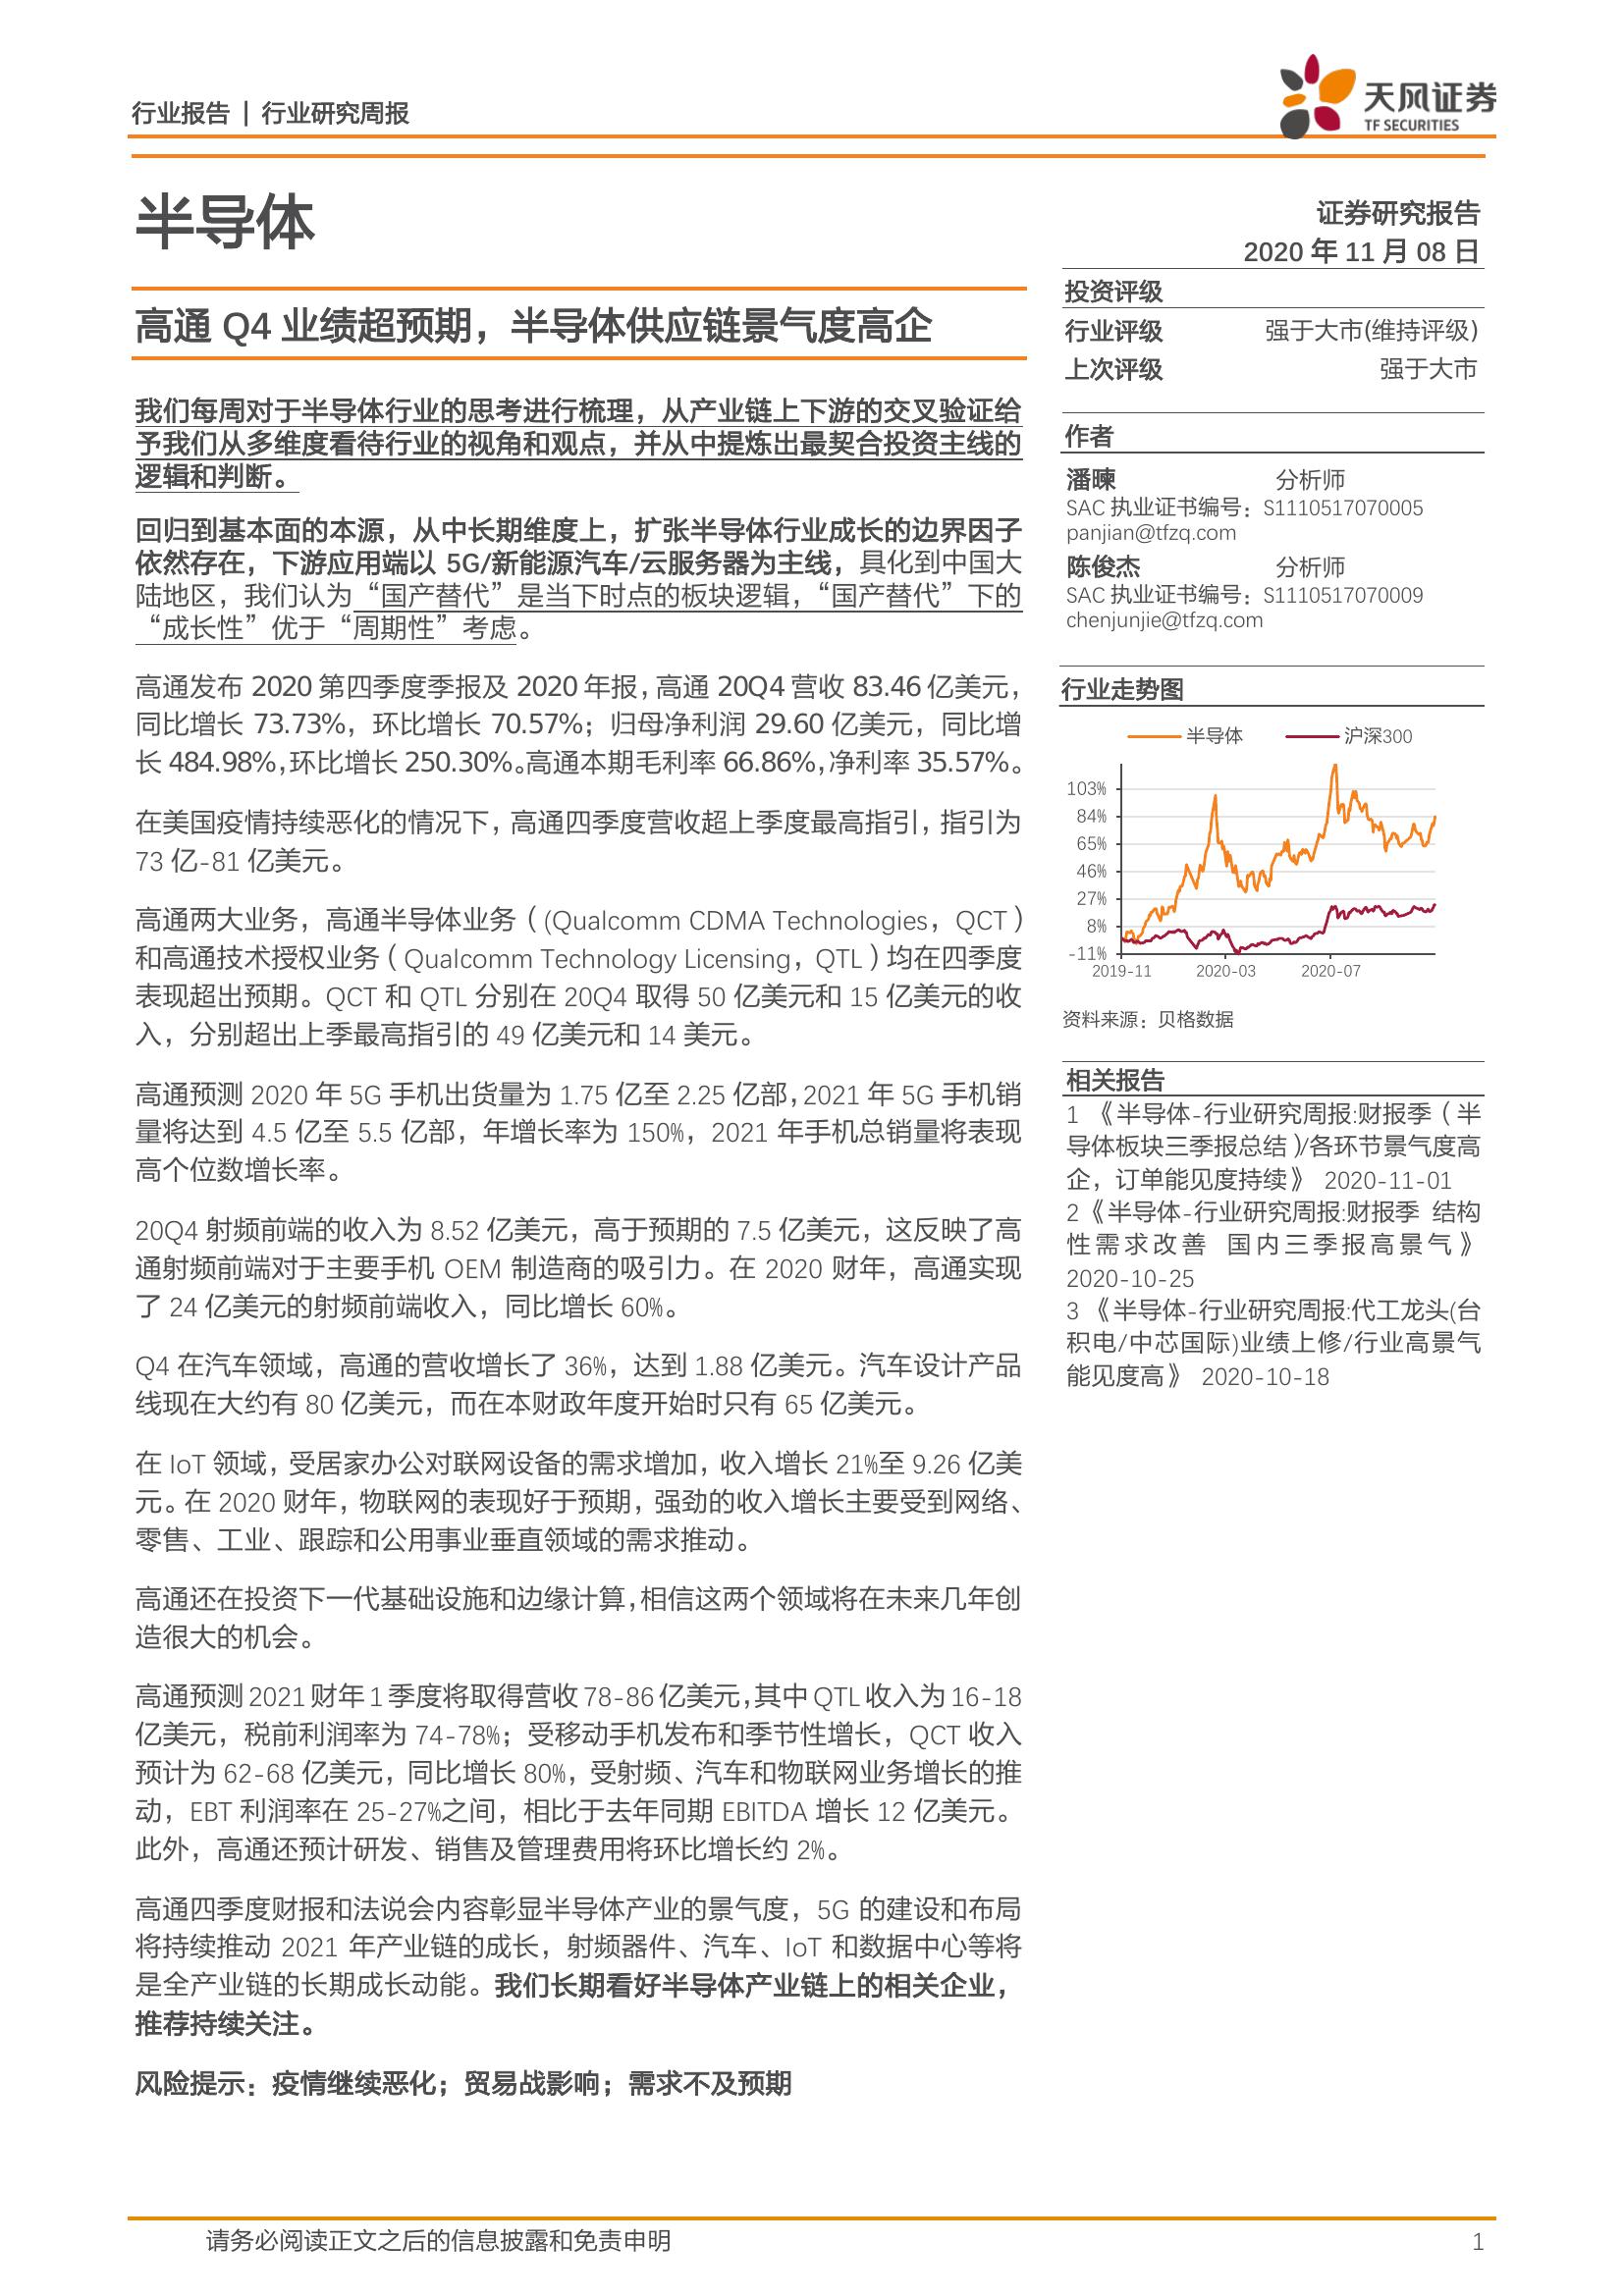 行业报告 | 行业研究周报
天风证券
TF SECURITIES
半导体
证券研究报告
2020 年 11 月 08 日
高通 Q4 业绩超预期，半导体供应链景气度高企
我们每周对于半导体行业的思考进行梳理，从产业链上下游的交叉验证给
予我们从多维度看待行业的视角和观点，并从中提炼出最契合投资主线的
逻辑和判断。
回归到基本面的本源，从中长期维度上，扩张半导体行业成长的边界因子
依然存在，下游应用端以 5G/新能源汽车/云服务器为主线，具化到中国大
陆地区，我们认为“国产替代”是当下时点的板块逻辑，“国产替代”下的
“成长性”优于“周期性”考虑。
高通发布 2020 第四季度季报及 2020 年报，高通 20Q4 营收 83.46 亿美元，
同比增长 73.73%，环比增长 70.57%；归母净利润 29.60 亿美元，同比增
长 484.98%，环比增长 250.30%。高通本期毛利率 66.86%，净利率 35.57%。
在美国疫情持续恶化的情况下，高通四季度营收超上季度最高指引，指引为
73 亿-81 亿美元。
高通两大业务，高通半导体业务（(Qualcomm CDMA Technologies，QCT）
和高通技术授权业务（Qualcomm Technology Licensing，QTL）均在四季度
表现超出预期。QCT 和 QTL 分别在 20Q4 取得 50 亿美元和 15 亿美元的收
入，分别超出上季最高指引的 49 亿美元和 14 美元。
高通预测 2020 年 5G 手机出货量为 1.75 亿至 2.25 亿部，2021 年 5G 手机销
量将达到 4.5 亿至 5.5 亿部，年增长率为 150%，2021 年手机总销量将表现
高个位数增长率。
20Q4 射频前端的收入为 8.52 亿美元，高于预期的 7.5 亿美元，这反映了高
通射频前端对于主要手机 OEM 制造商的吸引力。在 2020 财年，高通实现
了 24 亿美元的射频前端收入，同比增长 60%。
Q4 在汽车领域，高通的营收增长了 36%，达到 1.88 亿美元。汽车设计产品
线现在大约有 80 亿美元，而在本财政年度开始时只有 65 亿美元。
在 IoT 领域，受居家办公对联网设备的需求增加，收入增长 21%至 9.26 亿美
元。在 2020 财年，物联网的表现好于预期，强劲的收入增长主要受到网络、
零售、工业、跟踪和公用事业垂直领域的需求推动。
高通还在投资下一代基础设施和边缘计算，相信这两个领域将在未来几年创
造很大的机会。
高通预测 2021 财年 1 季度将取得营收 78-86 亿美元，其中 QTL 收入为 16-18
亿美元，税前利润率为 74-78%；受移动手机发布和季节性增长，QCT 收入
预计为 62-68 亿美元，同比增长 80%，受射频、汽车和物联网业务增长的推
动，EBT 利润率在 25-27%之间，相比于去年同期 EBITDA 增长 12 亿美元。
此外，高通还预计研发、销售及管理费用将环比增长约 2%。
高通四季度财报和法说会内容彰显半导体产业的景气度，5G 的建设和布局
将持续推动 2021 年产业链的成长，射频器件、汽车、IoT 和数据中心等将
是全产业链的长期成长动能。我们长期看好半导体产业链上的相关企业，
推荐持续关注。
风险提示：疫情继续恶化；贸易战影响；需求不及预期
投资评级
行业评级 强于大市(维持评级)
上次评级 强于大市
作者
潘暕 分析师
SAC 执业证书编号：S1110517070005
panjian@tfzq.com
陈俊杰 分析师
SAC 执业证书编号：S1110517070009
chenjunjie@tfzq.com
行业走势图
半导体 沪深300
103%
84%
65%
46%
27%
8%
-11%
2019-11 2020-03 2020-07
资料来源：贝格数据
相关报告
1 《半导体-行业研究周报:财报季（半
导体板块三季报总结）/各环节景气度高
企，订单能见度持续》 2020-11-01
2《半导体-行业研究周报:财报季 结构
性需求改善 国内三季报高景气》
2020-10-25
3 《半导体-行业研究周报:代工龙头(台
积电/中芯国际)业绩上修/行业高景气
能见度高》 2020-10-18
请务必阅读正文之后的信息披露和免责申明 1